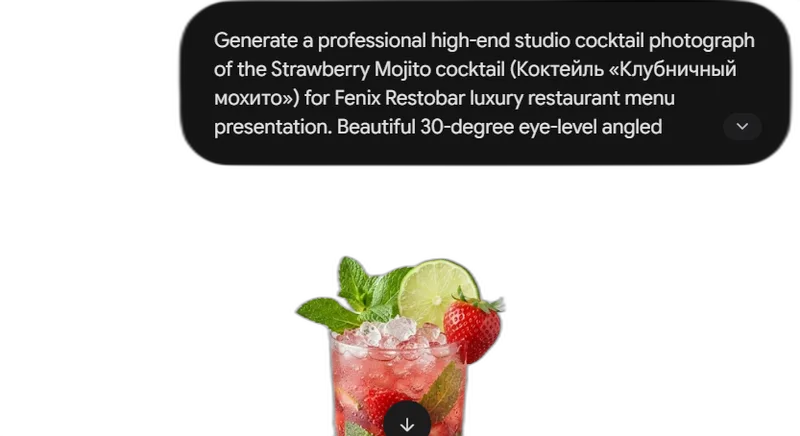 Generate a professional high-end studio cocktail photograph
of the Strawberry Mojito cocktail (Коктейль «Клубничный
мохито») for Fenix Restobar luxury restaurant menu
presentation. Beautiful 30-degree eye-level angled